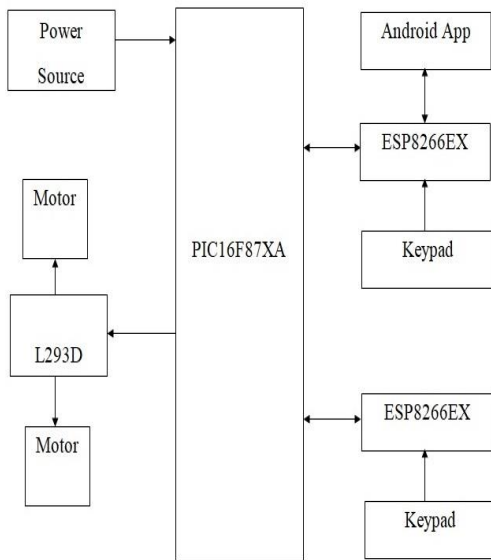 Power
Source
Android App
ESP8266EX
Motor
PIC16F87XA
Keypad
L293D
ESP8266EX
Motor
Keypad